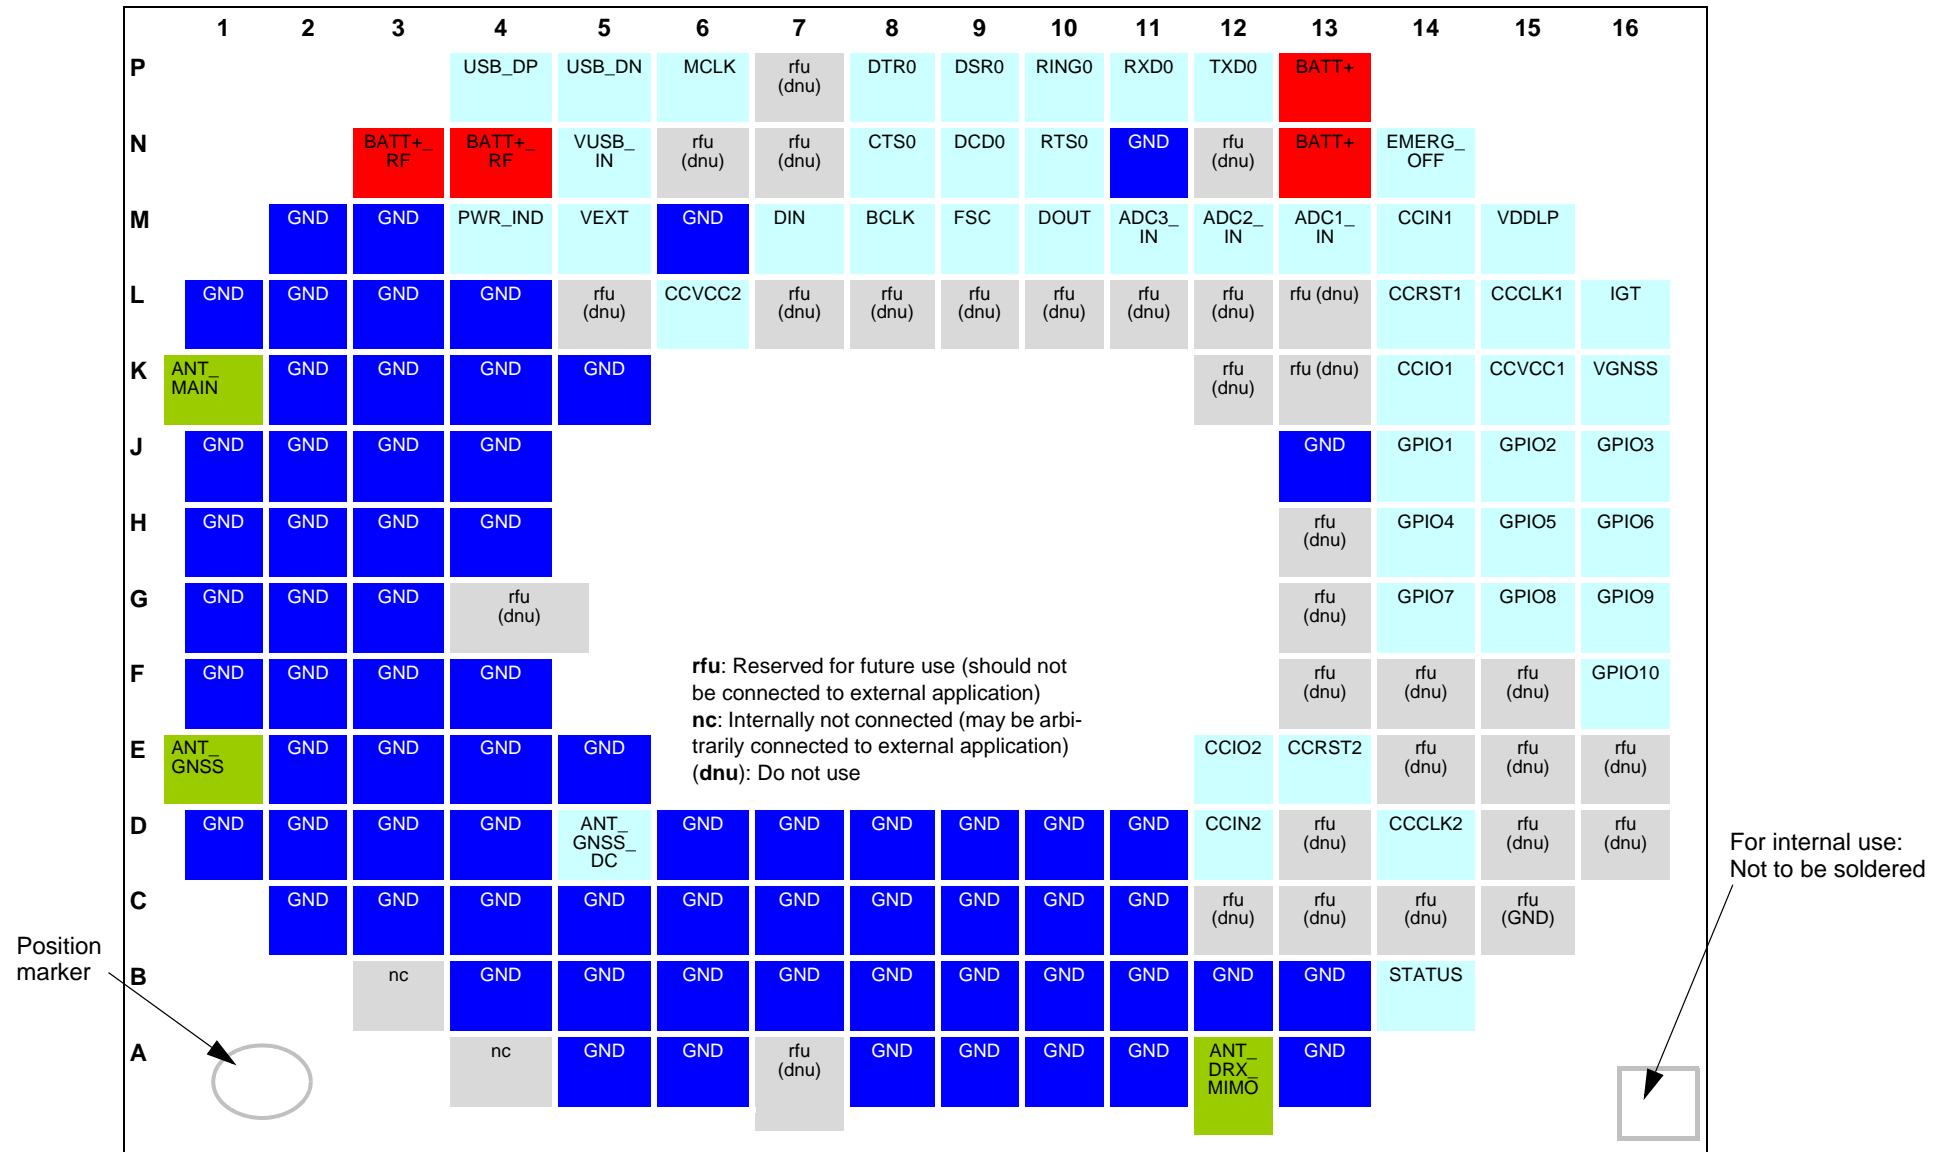 1 2 3 4 5 6 7 8 9 10 11 12 13 14 15 16
P USB_DP USB_DN MCLK rfu (dnu) DTR0 DSR0 RING0 RXD0 TXD0 BATT+
N BATT+_RF BATT+_RF VUSB_IN rfu (dnu) rfu (dnu) CTS0 DCD0 RTS0 GND rfu (dnu) BATT+ EMERG_OFF
M GND GND PWR_IND VEXT GND DIN BCLK FSC DOUT ADC3_IN ADC2_IN ADC1_IN CCIN1 VDDLP
L GND GND GND GND rfu (dnu) CCVCC2 rfu (dnu) rfu (dnu) rfu (dnu) rfu (dnu) rfu (dnu) rfu (dnu) rfu (dnu) CCRST1 CCCLK1 IGT
K ANT_MAIN GND GND GND GND rfu (dnu) rfu (dnu) CCIO1 CCVCC1 VGNSS
J GND GND GND GND GND GPIO1 GPIO2 GPIO3
H GND GND GND GND rfu (dnu) GPIO4 GPIO5 GPIO6
G GND GND GND rfu (dnu) rfu (dnu) GPIO7 GPIO8 GPIO9
F GND GND GND GND rfu (dnu) rfu (dnu) rfu (dnu) GPIO10
rfu: Reserved for future use (should not
be connected to external application)
nc: Internally not connected (may be arbi-
trarily connected to external application)
(dnu): Do not use
E ANT_GNSS GND GND GND GND CCIO2 CCRST2 rfu (dnu) rfu (dnu) rfu (dnu)
D GND GND GND GND ANT_GNSS_DC GND GND GND GND GND GND CCIN2 rfu (dnu) CCCLK2 rfu (dnu) rfu (dnu)
C GND GND GND GND GND GND GND GND GND GND rfu (dnu) rfu (dnu) rfu (dnu) rfu (GND)
B nc GND GND GND GND GND GND GND GND GND GND STATUS
A nc GND GND rfu (dnu) GND GND GND GND ANT_DRX_MIMO GND
Position
marker
For internal use:
Not to be soldered